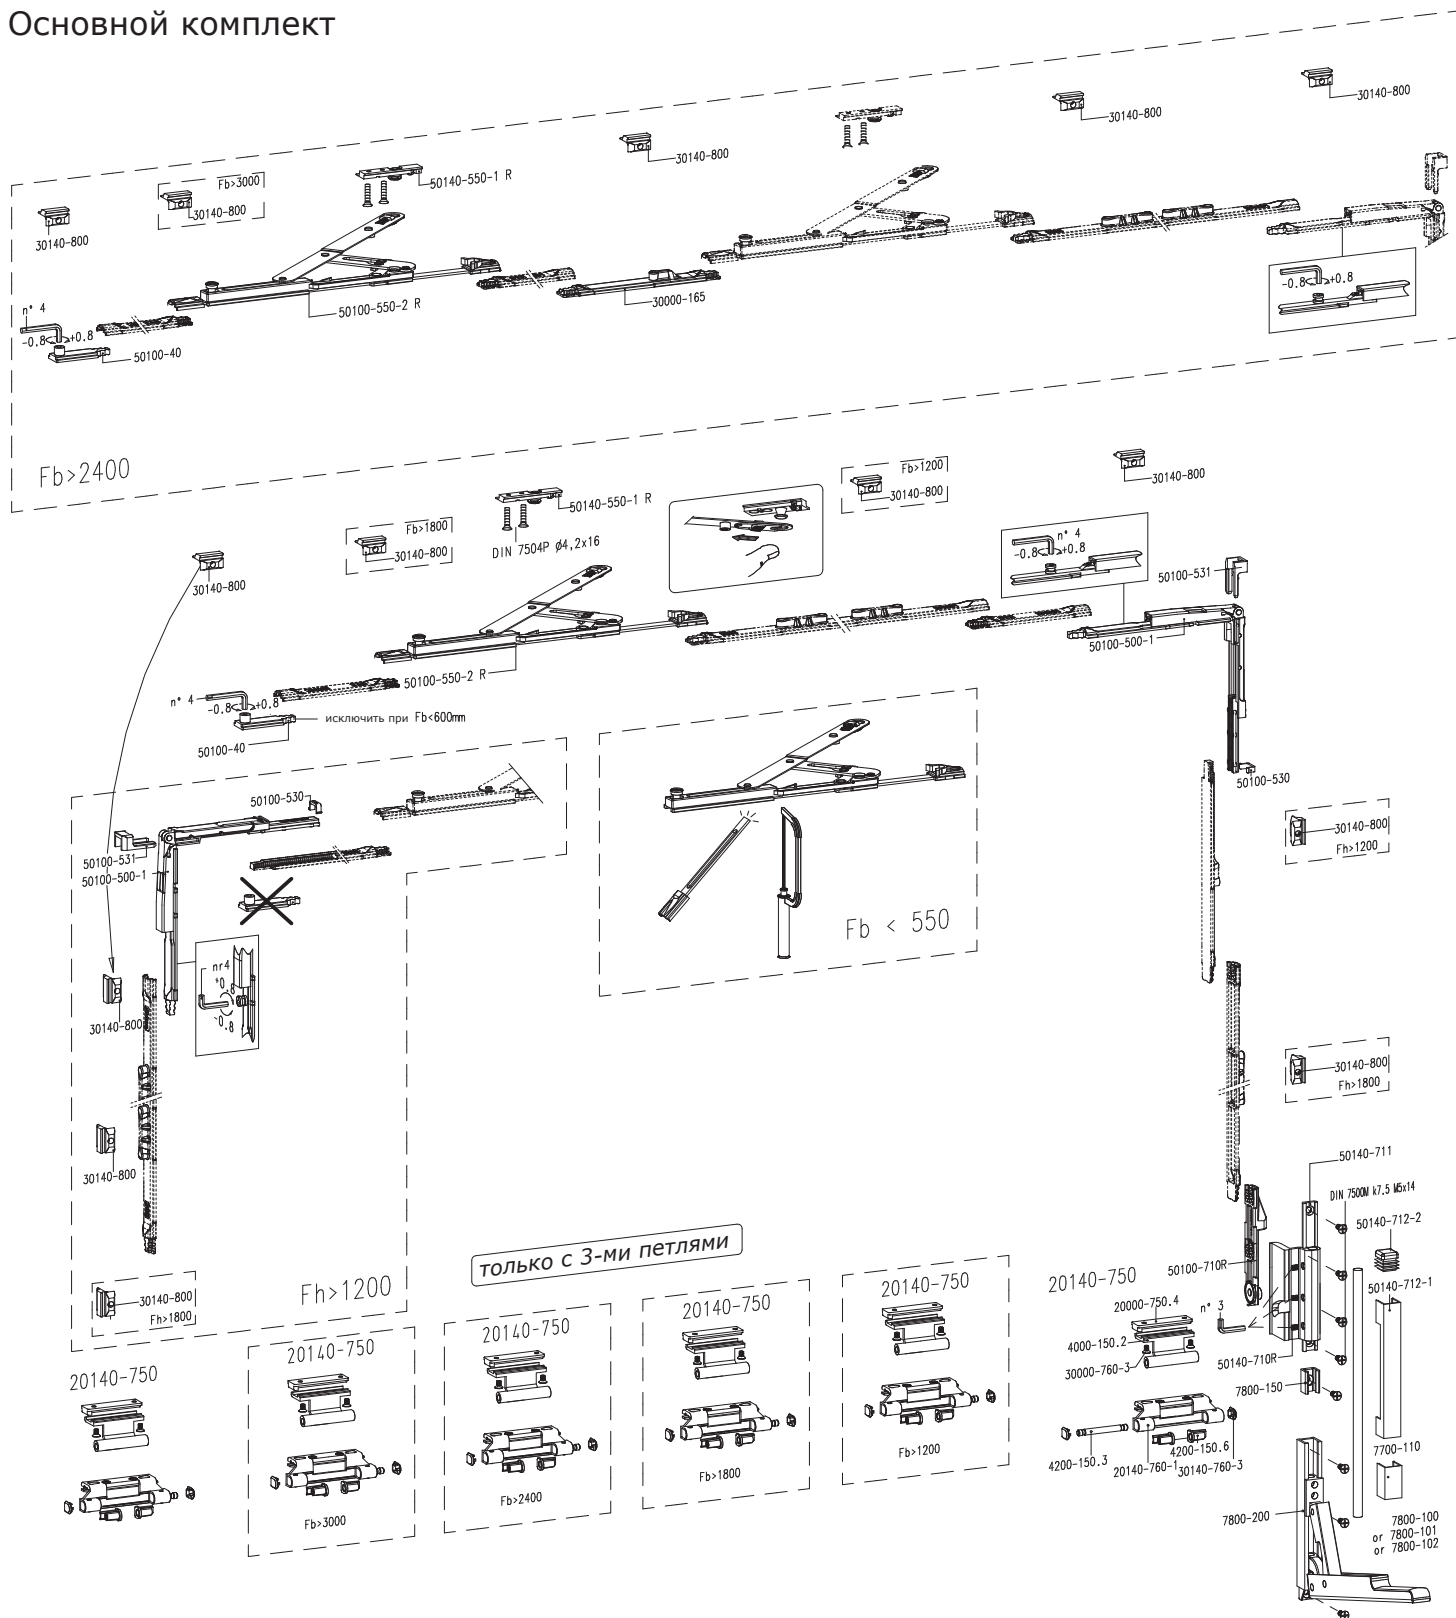 Основной комплект
30140-800
30140-800
30140-800
50140-550-1 R
Fb>3000
30140-800
30140-800
50100-550-2 R
30000-165
n° 4
-0.8 +0.8
50100-40
-0.8 +0.8
Fb>2400
Fb>1200
30140-800
30140-800
50140-550-1 R
Fb>1800
30140-800
DIN 7504P ø4,2x16
30140-800
n° 4
-0.8 +0.8
50100-531
50100-500-1
50100-550-2 R
n° 4
-0.8 +0.8
исключить при Fb<600mm
50100-40
50100-530
50100-530
50100-531
50100-500-1
30140-800
Fh>1200
Fb < 550
nr4
+0.8
-0.8
30140-800
30140-800
Fh>1800
30140-800
50140-711
DIN 7500M k7.5 M5x14
50140-712-2
только с 3-ми петлями
50100-710R
50140-712-1
30140-800
Fh>1800
Fh>1200
20140-750
20140-750
20140-750
20140-750
20140-750
20140-750
20000-750.4
4000-150.2
30000-760-3
n° 3
50140-710R
7800-150
Fb>3000
Fb>2400
Fb>1800
Fb>1200
4200-150.3
20140-760-1
4200-150.6
30140-760-3
7700-110
7800-200
7800-100
or 7800-101
or 7800-102